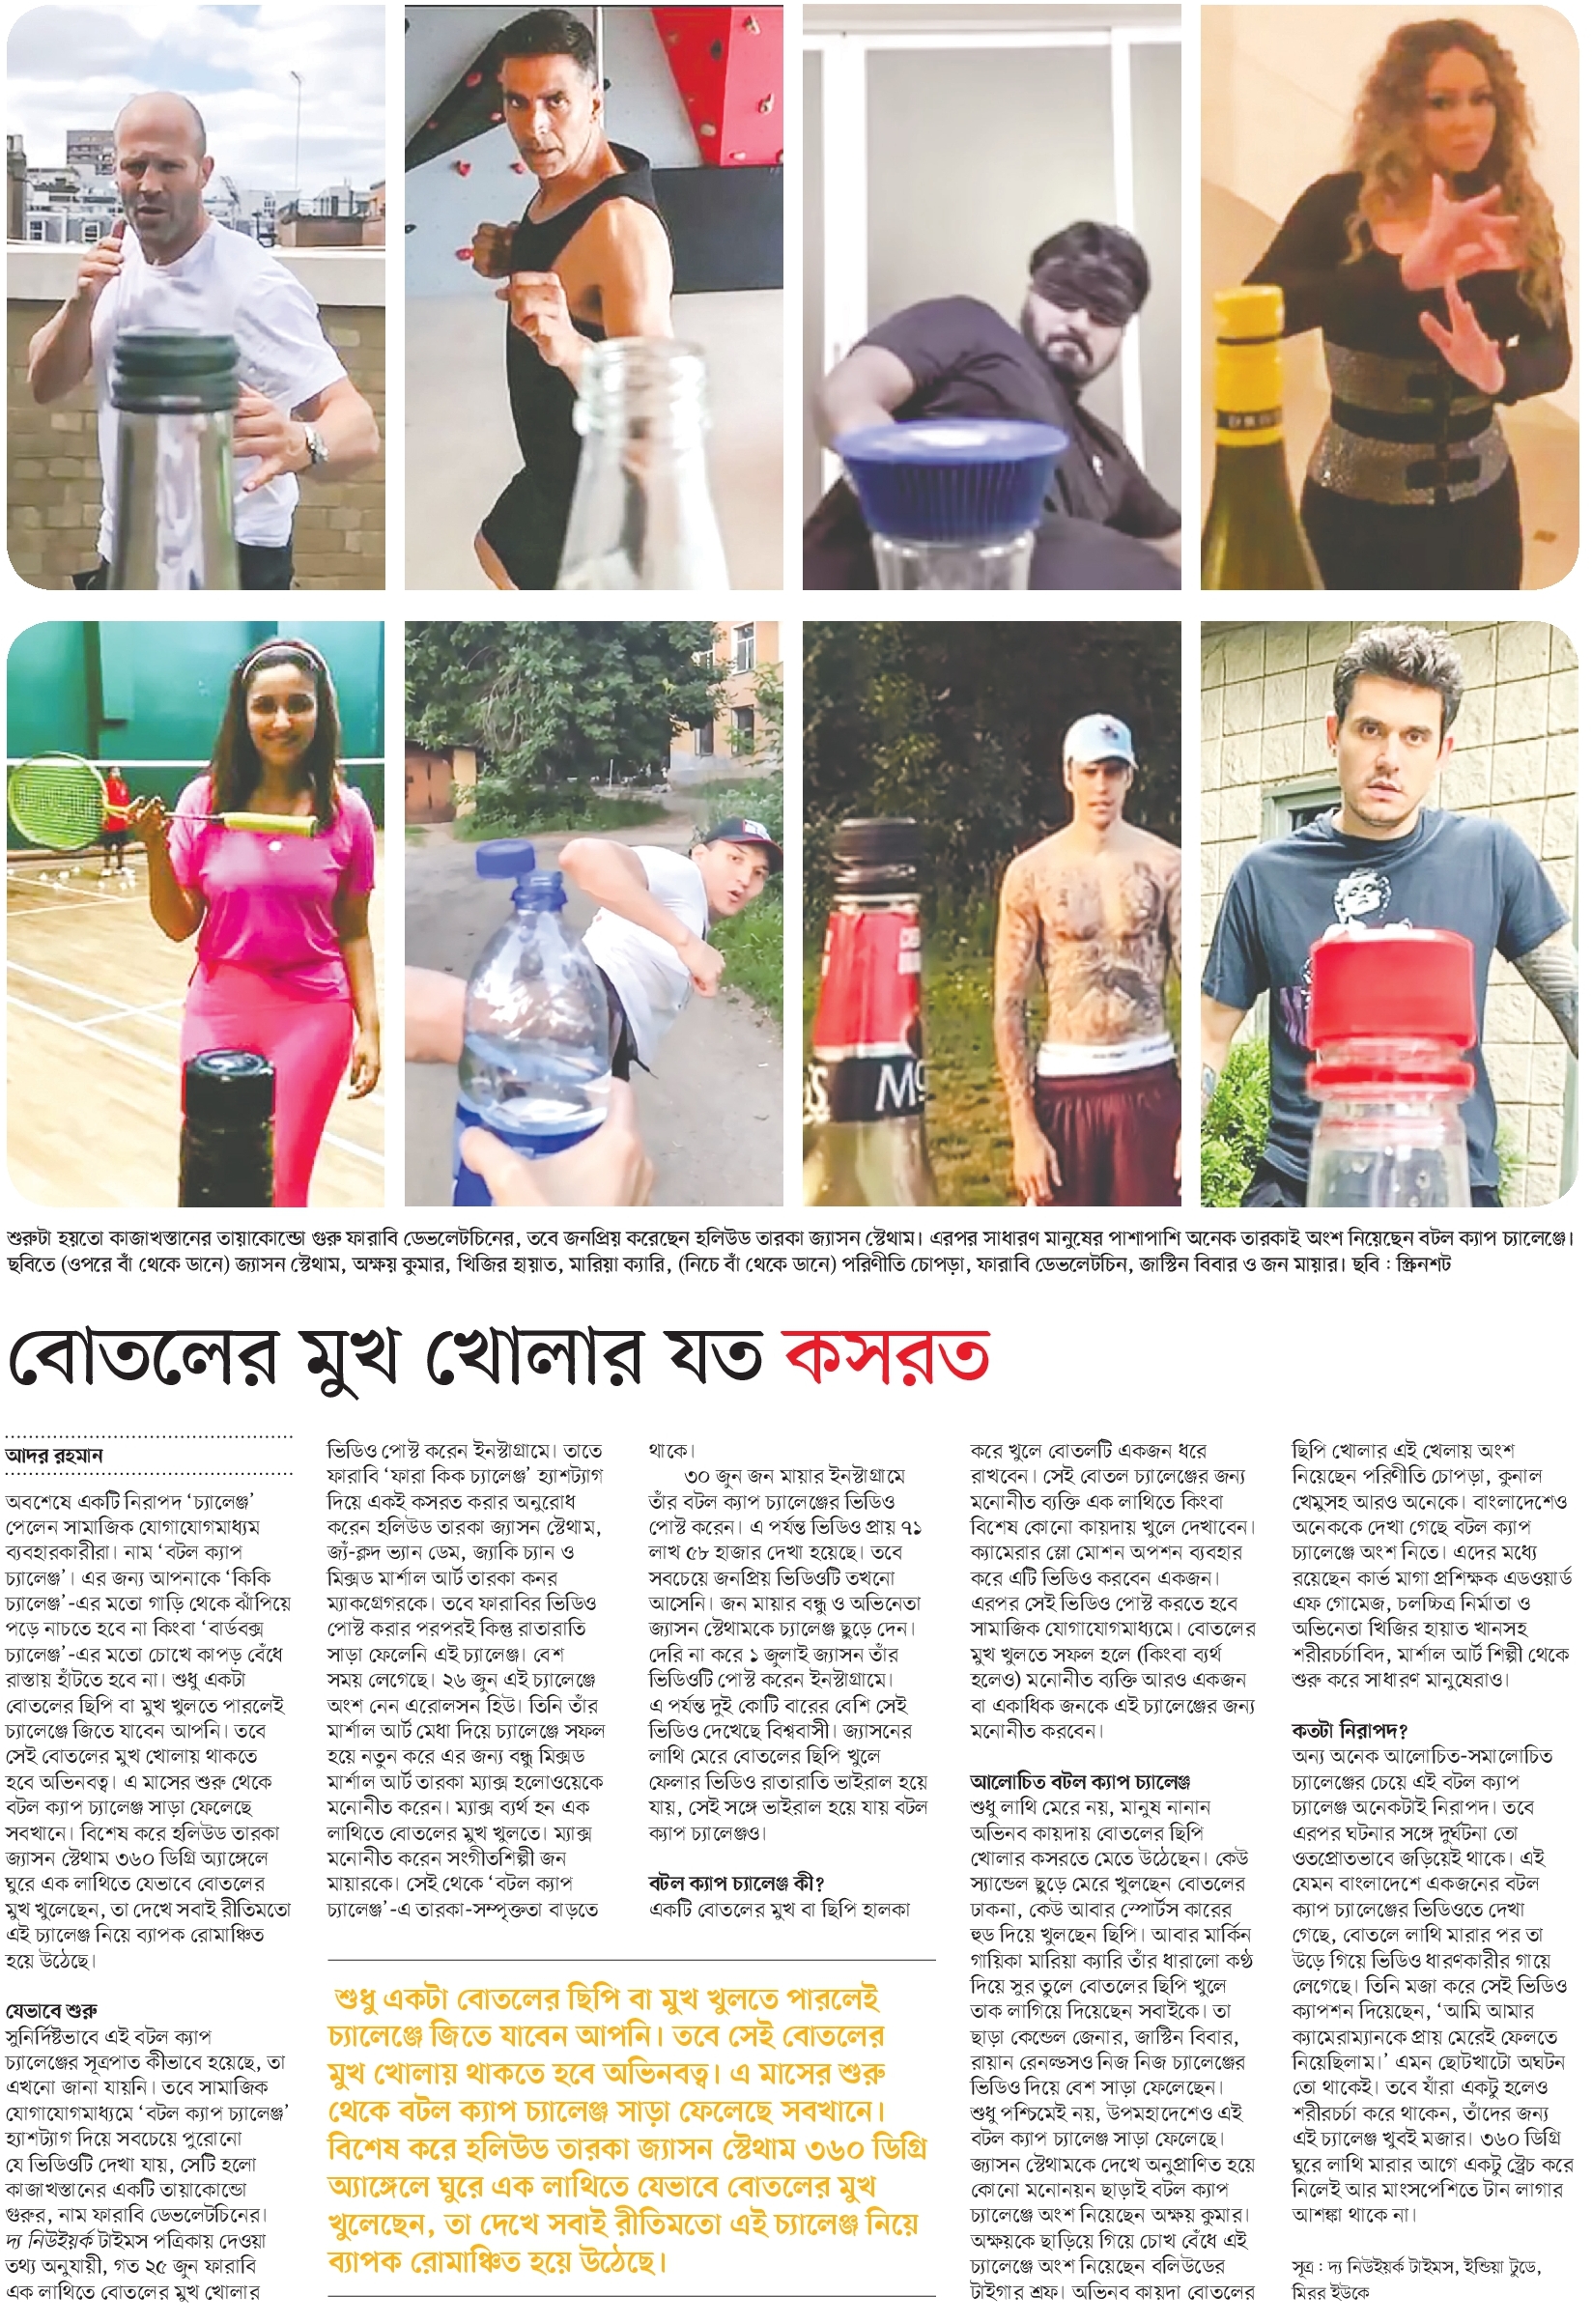 DRO
Mc
শুরুটা হয়তো কাজাখস্তানের তায়াকোন্ডো গুরু ফারাবি ডেভলেটচিনের, তবে জনপ্রিয় করেছেন হলিউড তারকা জ্যাসন স্টেথাম। এরপর সাধারণ মানুষের পাশাপাশি অনেক তারকাই অংশ নিয়েছেন বটল ক্যাপ চ্যালেঞ্জে।
ছবিতে (ওপরে বাঁ থেকে ডানে) জ্যাসন স্টেথাম, অক্ষয় কুমার, খিজির হায়াত, মারিয়া ক্যারি, (নিচে বাঁ থেকে ডানে) পরিণীতি চোপড়া, ফারাবি ডেভলেটচিন, জাস্টিন বিবার ও জন মায়ার। ছবি : স্ক্রিনশট
বোতলের মুখ খোলার যত কসরত
আদর রহমান
অবশেষে একটি নিরাপদ ‘চ্যালেঞ্জ’
পেলেন সামাজিক যোগাযোগমাধ্যম
ব্যবহারকারীরা। নাম ‘বটল ক্যাপ
চ্যালেঞ্জ’। এর জন্য আপনাকে ‘কিকি
চ্যালেঞ্জ’-এর মতো গাড়ি থেকে ঝাঁপিয়ে
পড়ে নাচতে হবে না কিংবা ‘বার্ডবক্স
চ্যালেঞ্জ’-এর মতো চোখে কাপড় বেঁধে
রাস্তায় হাঁটতে হবে না। শুধু একটা
বোতলের ছিপি বা মুখ খুলতে পারলেই
চ্যালেঞ্জে জিতে যাবেন আপনি। তবে
সেই বোতলের মুখ খোলায় থাকতে
হবে অভিনবত্ব। এ মাসের শুরু থেকে
বটল ক্যাপ চ্যালেঞ্জ সাড়া ফেলেছে
সবখানে। বিশেষ করে হলিউড তারকা
জ্যাসন স্টেথাম ৩৬০ ডিগ্রি অ্যাঙ্গেলে
ঘুরে এক লাথিতে যেভাবে বোতলের
মুখ খুলেছেন, তা দেখে সবাই রীতিমতো
এই চ্যালেঞ্জ নিয়ে ব্যাপক রোমাঞ্চিত
হয়ে উঠেছে।
যেভাবে শুরু
সুনির্দিষ্টভাবে এই বটল ক্যাপ
চ্যালেঞ্জের সূত্রপাত কীভাবে হয়েছে, তা
এখনো জানা যায়নি। তবে সামাজিক
যোগাযোগমাধ্যমে ‘বটল ক্যাপ চ্যালেঞ্জ’
হ্যাশট্যাগ দিয়ে সবচেয়ে পুরোনো
যে ভিডিওটি দেখা যায়, সেটি হলো
কাজাখস্তানের একটি তায়াকোন্ডো
গুরুর, নাম ফারাবি ডেভলেটচিনের।
দ্য নিউইয়র্ক টাইমস পত্রিকায় দেওয়া
তথ্য অনুযায়ী, গত ২৫ জুন ফারাবি
এক লাথিতে বোতলের মুখ খোলার
ভিডিও পোস্ট করেন ইনস্টাগ্রামে। তাতে
ফারাবি ‘ফারা কিক চ্যালেঞ্জ’ হ্যাশট্যাগ
দিয়ে একই কসরত করার অনুরোধ
করেন হলিউড তারকা জ্যাসন স্টেথাম,
জ্যঁ-ক্লদ ভ্যান ডেম, জ্যাকি চ্যান ও
মিক্সড মার্শাল আর্ট তারকা কনর
ম্যাকগ্রেগরকে। তবে ফারাবির ভিডিও
পোস্ট করার পরপরই কিন্তু রাতারাতি
সাড়া ফেলেনি এই চ্যালেঞ্জ। বেশ
সময় লেগেছে। ২৬ জুন এই চ্যালেঞ্জে
অংশ নেন এরোলসন হিউ। তিনি তাঁর
মার্শাল আর্ট মেধা দিয়ে চ্যালেঞ্জে সফল
হয়ে নতুন করে এর জন্য বন্ধু মিক্সড
মার্শাল আর্ট তারকা ম্যাক্স হলোওয়েকে
মনোনীত করেন। ম্যাক্স ব্যর্থ হন এক
লাথিতে বোতলের মুখ খুলতে। ম্যাক্স
মনোনীত করেন সংগীতশিল্পী জন
মায়ারকে। সেই থেকে ‘বটল ক্যাপ
চ্যালেঞ্জ’-এ তারকা-সম্পৃক্ততা বাড়তে
থাকে।
৩০ জুন জন মায়ার ইনস্টাগ্রামে
তাঁর বটল ক্যাপ চ্যালেঞ্জের ভিডিও
পোস্ট করেন। এ পর্যন্ত ভিডিও প্রায় ৭১
লাখ ৫৮ হাজার দেখা হয়েছে। তবে
সবচেয়ে জনপ্রিয় ভিডিওটি তখনো
আসেনি। জন মায়ার বন্ধু ও অভিনেতা
জ্যাসন স্টেথামকে চ্যালেঞ্জ ছুড়ে দেন।
দেরি না করে ১ জুলাই জ্যাসন তাঁর
ভিডিওটি পোস্ট করেন ইনস্টাগ্রামে।
এ পর্যন্ত দুই কোটি বারের বেশি সেই
ভিডিও দেখেছে বিশ্ববাসী। জ্যাসনের
লাথি মেরে বোতলের ছিপি খুলে
ফেলার ভিডিও রাতারাতি ভাইরাল হয়ে
যায়, সেই সঙ্গে ভাইরাল হয়ে যায় বটল
ক্যাপ চ্যালেঞ্জও।
বটল ক্যাপ চ্যালেঞ্জ কী?
একটি বোতলের মুখ বা ছিপি হালকা
শুধু একটা বোতলের ছিপি বা মুখ খুলতে পারলেই
চ্যালেঞ্জে জিতে যাবেন আপনি। তবে সেই বোতলের
মুখ খোলায় থাকতে হবে অভিনবত্ব। এ মাসের শুরু
থেকে বটল ক্যাপ চ্যালেঞ্জ সাড়া ফেলেছে সবখানে।
বিশেষ করে হলিউড তারকা জ্যাসন স্টেথাম ৩৬০ ডিগ্রি
অ্যাঙ্গেলে ঘুরে এক লাথিতে যেভাবে বোতলের মুখ
খুলেছেন, তা দেখে সবাই রীতিমতো এই চ্যালেঞ্জ নিয়ে
ব্যাপক রোমাঞ্চিত হয়ে উঠেছে।
করে খুলে বোতলটি একজন ধরে
রাখবেন। সেই বোতল চ্যালেঞ্জের জন্য
মনোনীত ব্যক্তি এক লাথিতে কিংবা
বিশেষ কোনো কায়দায় খুলে দেখাবেন।
ক্যামেরার স্লো মোশন অপশন ব্যবহার
করে এটি ভিডিও করবেন একজন।
এরপর সেই ভিডিও পোস্ট করতে হবে
সামাজিক যোগাযোগমাধ্যমে। বোতলের
মুখ খুলতে সফল হলে (কিংবা ব্যর্থ
হলেও) মনোনীত ব্যক্তি আরও একজন
বা একাধিক জনকে এই চ্যালেঞ্জের জন্য
মনোনীত করবেন।
আলোচিত বটল ক্যাপ চ্যালেঞ্জ
শুধু লাথি মেরে নয়, মানুষ নানান
অভিনব কায়দায় বোতলের ছিপি
খোলার কসরতে মেতে উঠেছেন। কেউ
স্যান্ডেল ছুড়ে মেরে খুলছেন বোতলের
ঢাকনা, কেউ আবার স্পোর্টস কারের
হুড দিয়ে খুলছেন ছিপি। আবার মার্কিন
গায়িকা মারিয়া ক্যারি তাঁর ধারালো কণ্ঠ
দিয়ে সুর তুলে বোতলের ছিপি খুলে
তাক লাগিয়ে দিয়েছেন সবাইকে। তা
ছাড়া কেন্ডেল জেনার, জাস্টিন বিবার,
রায়ান রেনল্ডসও নিজ নিজ চ্যালেঞ্জের
ভিডিও দিয়ে বেশ সাড়া ফেলেছেন।
শুধু পশ্চিমেই নয়, উপমহাদেশেও এই
বটল ক্যাপ চ্যালেঞ্জ সাড়া ফেলেছে।
জ্যাসন স্টেথামকে দেখে অনুপ্রাণিত হয়ে
কোনো মনোনয়ন ছাড়াই বটল ক্যাপ
চ্যালেঞ্জে অংশ নিয়েছেন অক্ষয় কুমার।
অক্ষয়কে ছাড়িয়ে গিয়ে চোখ বেঁধে এই
চ্যালেঞ্জে অংশ নিয়েছেন বলিউডের
টাইগার শ্রফ। অভিনব কায়দা বোতলের
ছিপি খোলার এই খেলায় অংশ
নিয়েছেন পরিণীতি চোপড়া, কুনাল
খেমুসহ আরও অনেকে। বাংলাদেশেও
অনেককে দেখা গেছে বটল ক্যাপ
চ্যালেঞ্জে অংশ নিতে। এদের মধ্যে
রয়েছেন কার্ভ মাগা প্রশিক্ষক এডওয়ার্ড
এফ গোমেজ, চলচ্চিত্র নির্মাতা ও
অভিনেতা খিজির হায়াত খানসহ
শরীরচর্চাবিদ, মার্শাল আর্ট শিল্পী থেকে
শুরু করে সাধারণ মানুষেরাও।
কতটা নিরাপদ?
অন্য অনেক আলোচিত-সমালোচিত
চ্যালেঞ্জের চেয়ে এই বটল ক্যাপ
চ্যালেঞ্জ অনেকটাই নিরাপদ। তবে
এরপর ঘটনার সঙ্গে দুর্ঘটনা তো
ওতপ্রোতভাবে জড়িয়েই থাকে। এই
যেমন বাংলাদেশে একজনের বটল
ক্যাপ চ্যালেঞ্জের ভিডিওতে দেখা
গেছে, বোতলে লাথি মারার পর তা
উড়ে গিয়ে ভিডিও ধারণকারীর গায়ে
লেগেছে। তিনি মজা করে সেই ভিডিও
ক্যাপশন দিয়েছেন, ‘আমি আমার
ক্যামেরাম্যানকে প্রায় মেরেই ফেলতে
নিয়েছিলাম।’ এমন ছোটখাটো অঘটন
তো থাকেই। তবে যাঁরা একটু হলেও
শরীরচর্চা করে থাকেন, তাঁদের জন্য
এই চ্যালেঞ্জ খুবই মজার। ৩৬০ ডিগ্রি
ঘুরে লাথি মারার আগে একটু স্ট্রেচ করে
নিলেই আর মাংসপেশিতে টান লাগার
আশঙ্কা থাকে না।
সূত্র : দ্য নিউইয়র্ক টাইমস, ইন্ডিয়া টুডে,
মিরর ইউকে